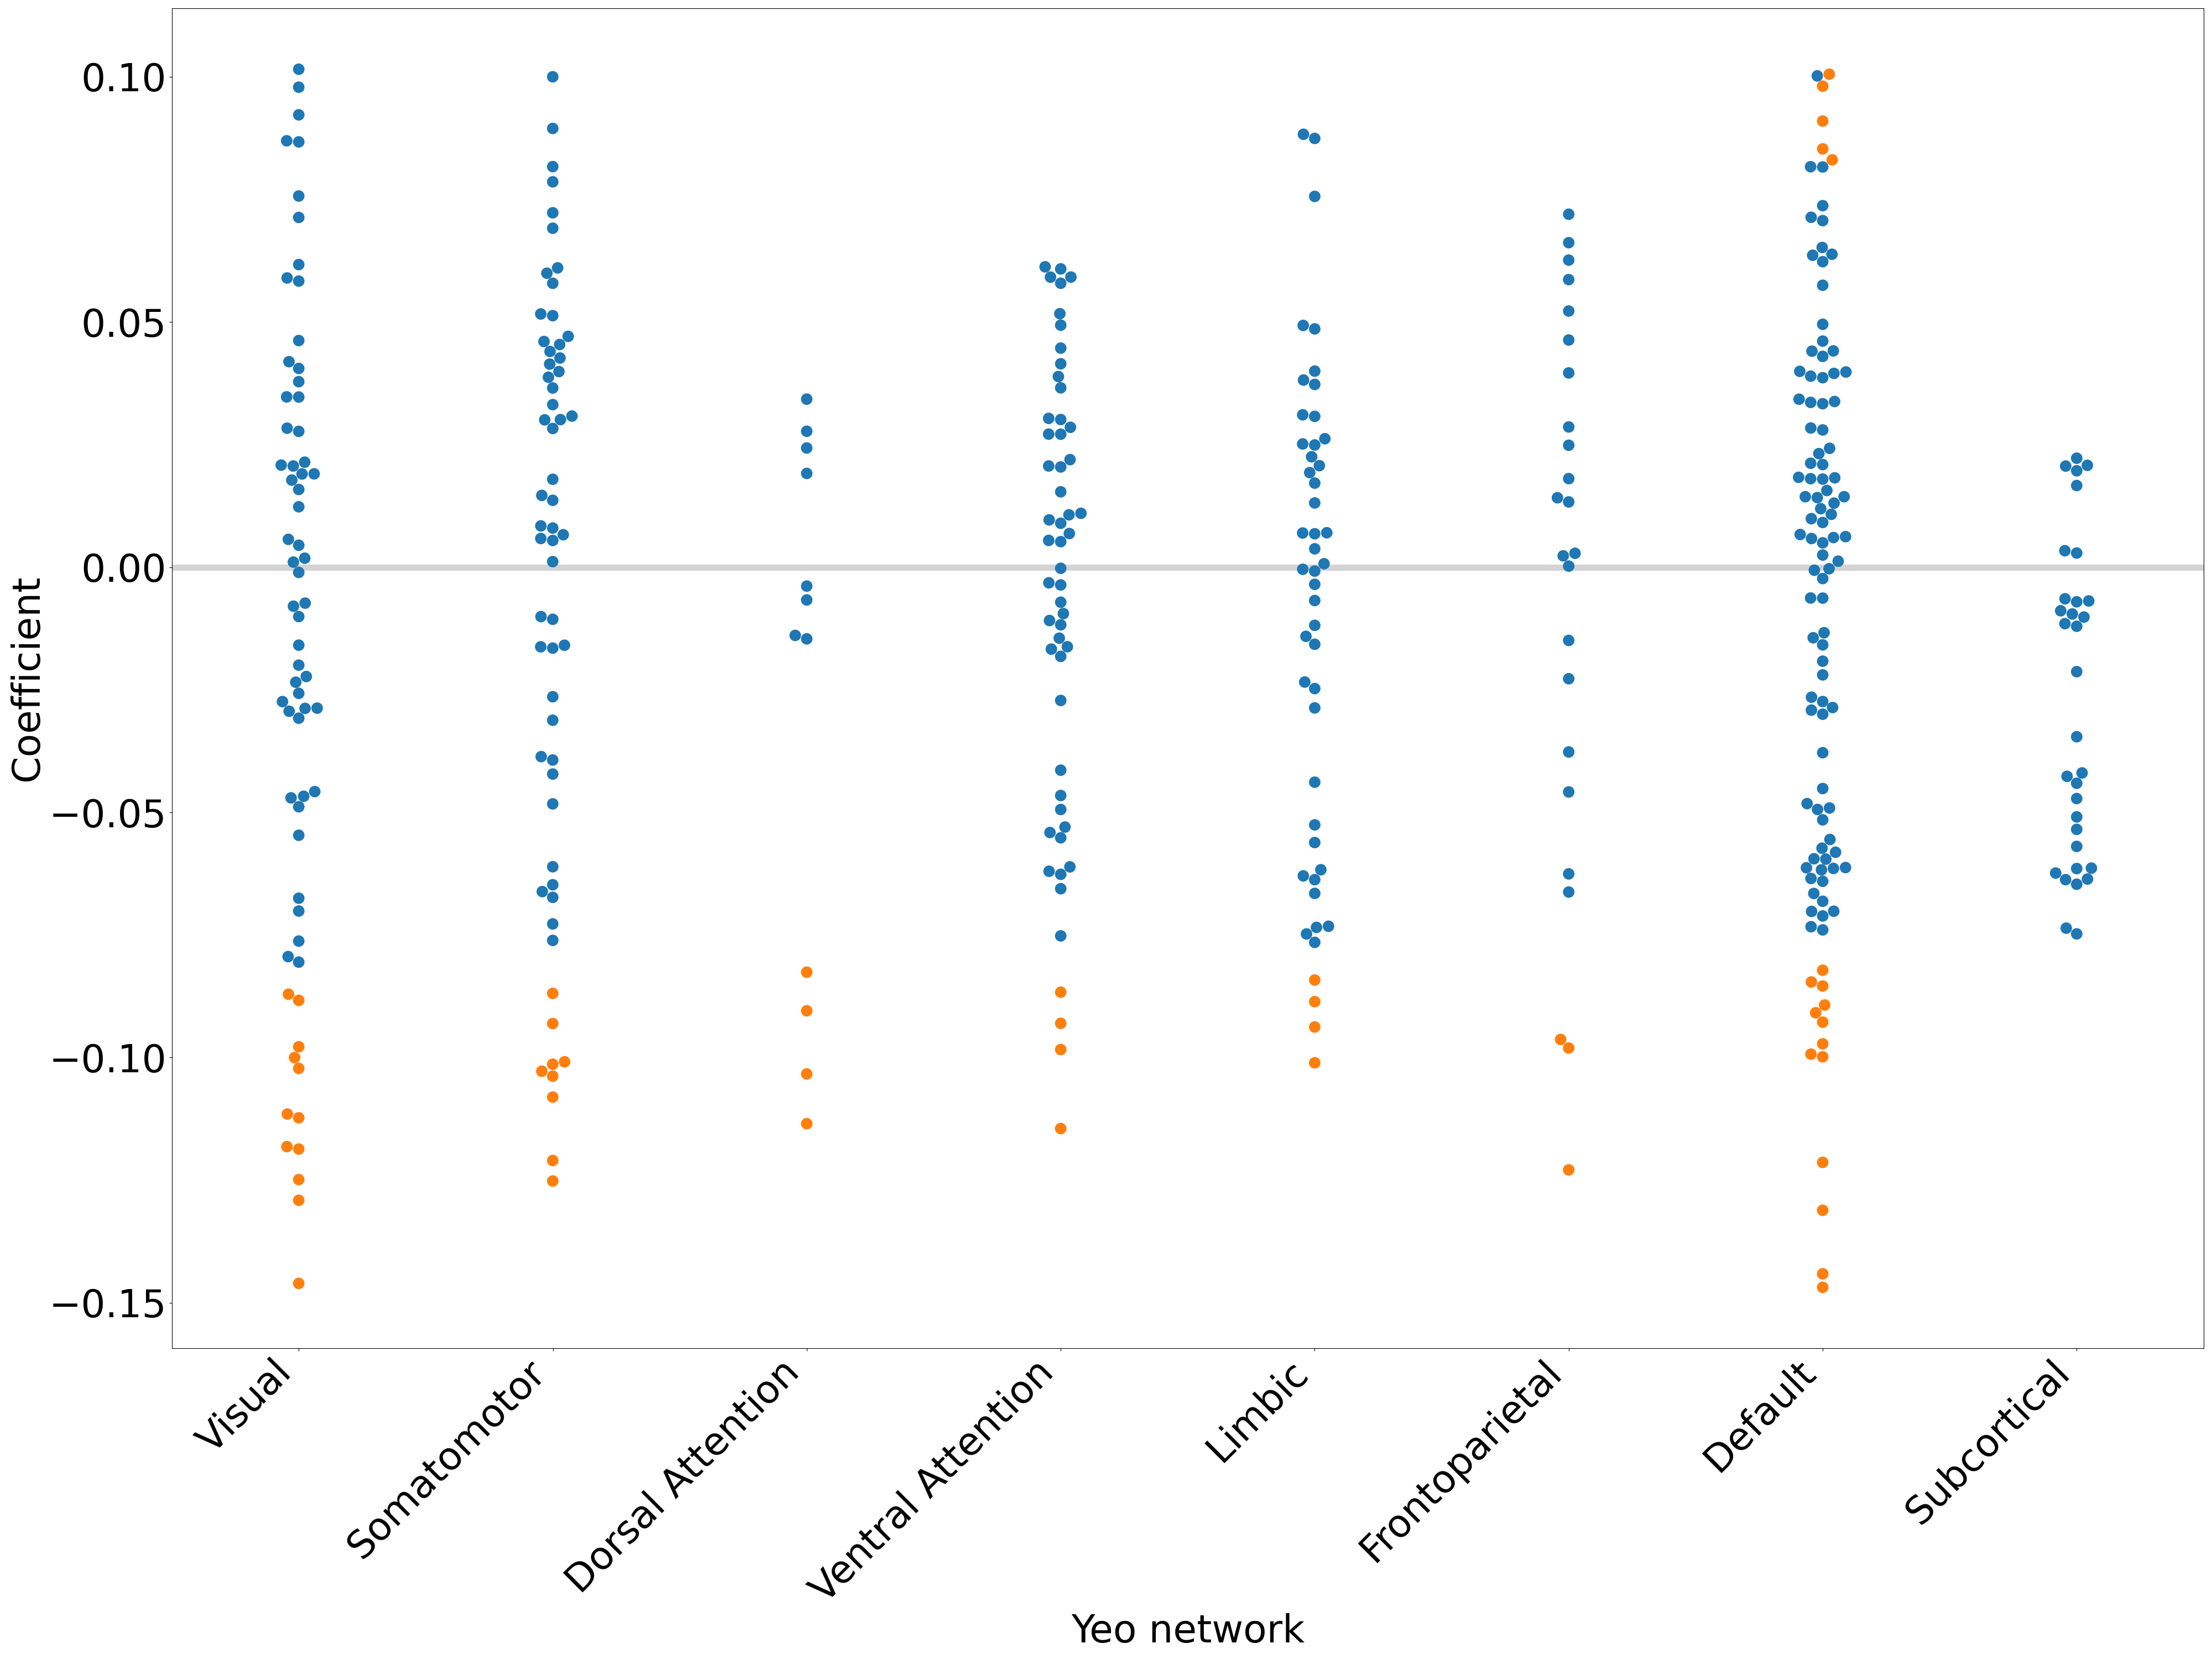 0.10
0.05
0.00
−0.05
−0.10
−0.15
Coefficient
Visual
Somatomotor
Dorsal Attention
Ventral Attention
Limbic
Frontoparietal
Default
Subcortical
Yeo network